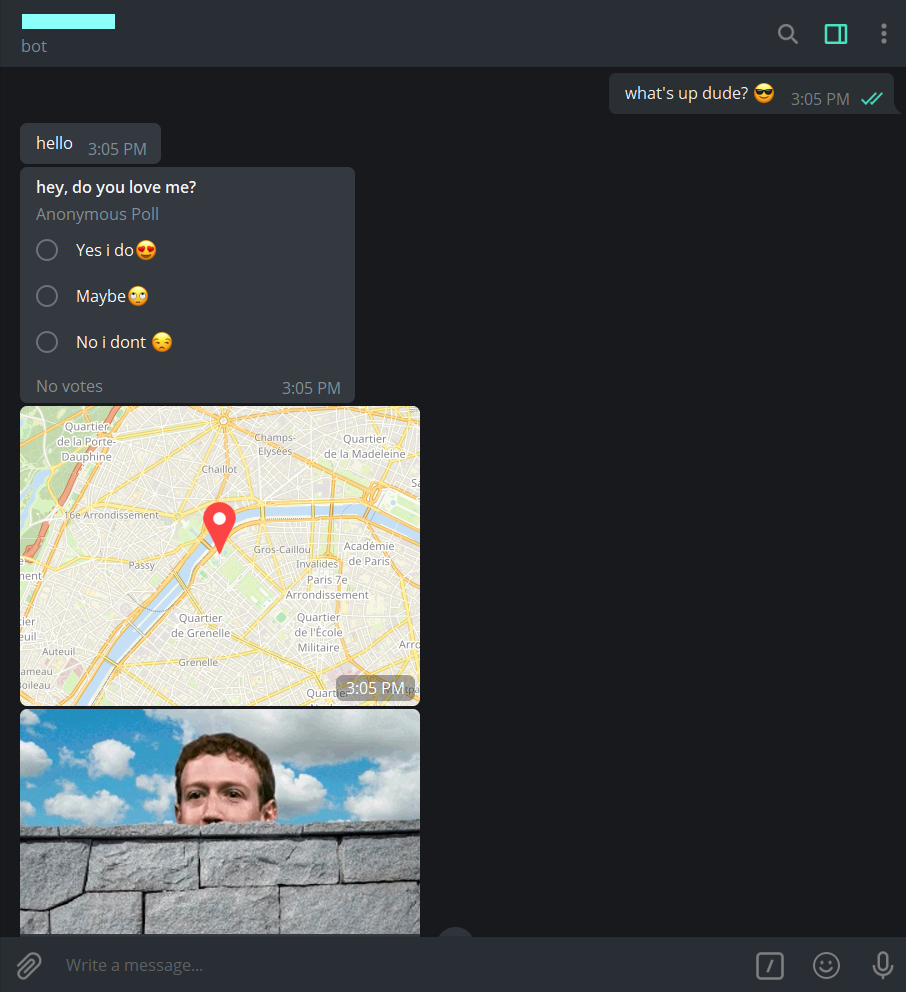 bot
what's up dude? 😎 3:05 PM
hello 3:05 PM
hey, do you love me?
Anonymous Poll
Yes i do😍
Maybe🙄
No i dont 😒
No votes 3:05 PM
Quartier
de la Porte-
Dauphine
Champs-
Elysées
Quartier
de la Madeleine
Chaillot
16e Arrondissement
Gros-Caillou
Académie
de Paris
Invalides
Passy
Paris 7e
Arrondissement
Quartier
de Grenelle
Quartier
de l'École
Militaire
Auteuil
Grenelle
3:05 PM
Write a message...